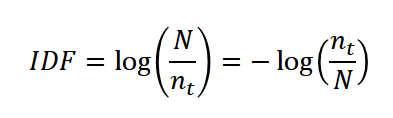 IDF = log(N/n_t) = − log(n_t/N)